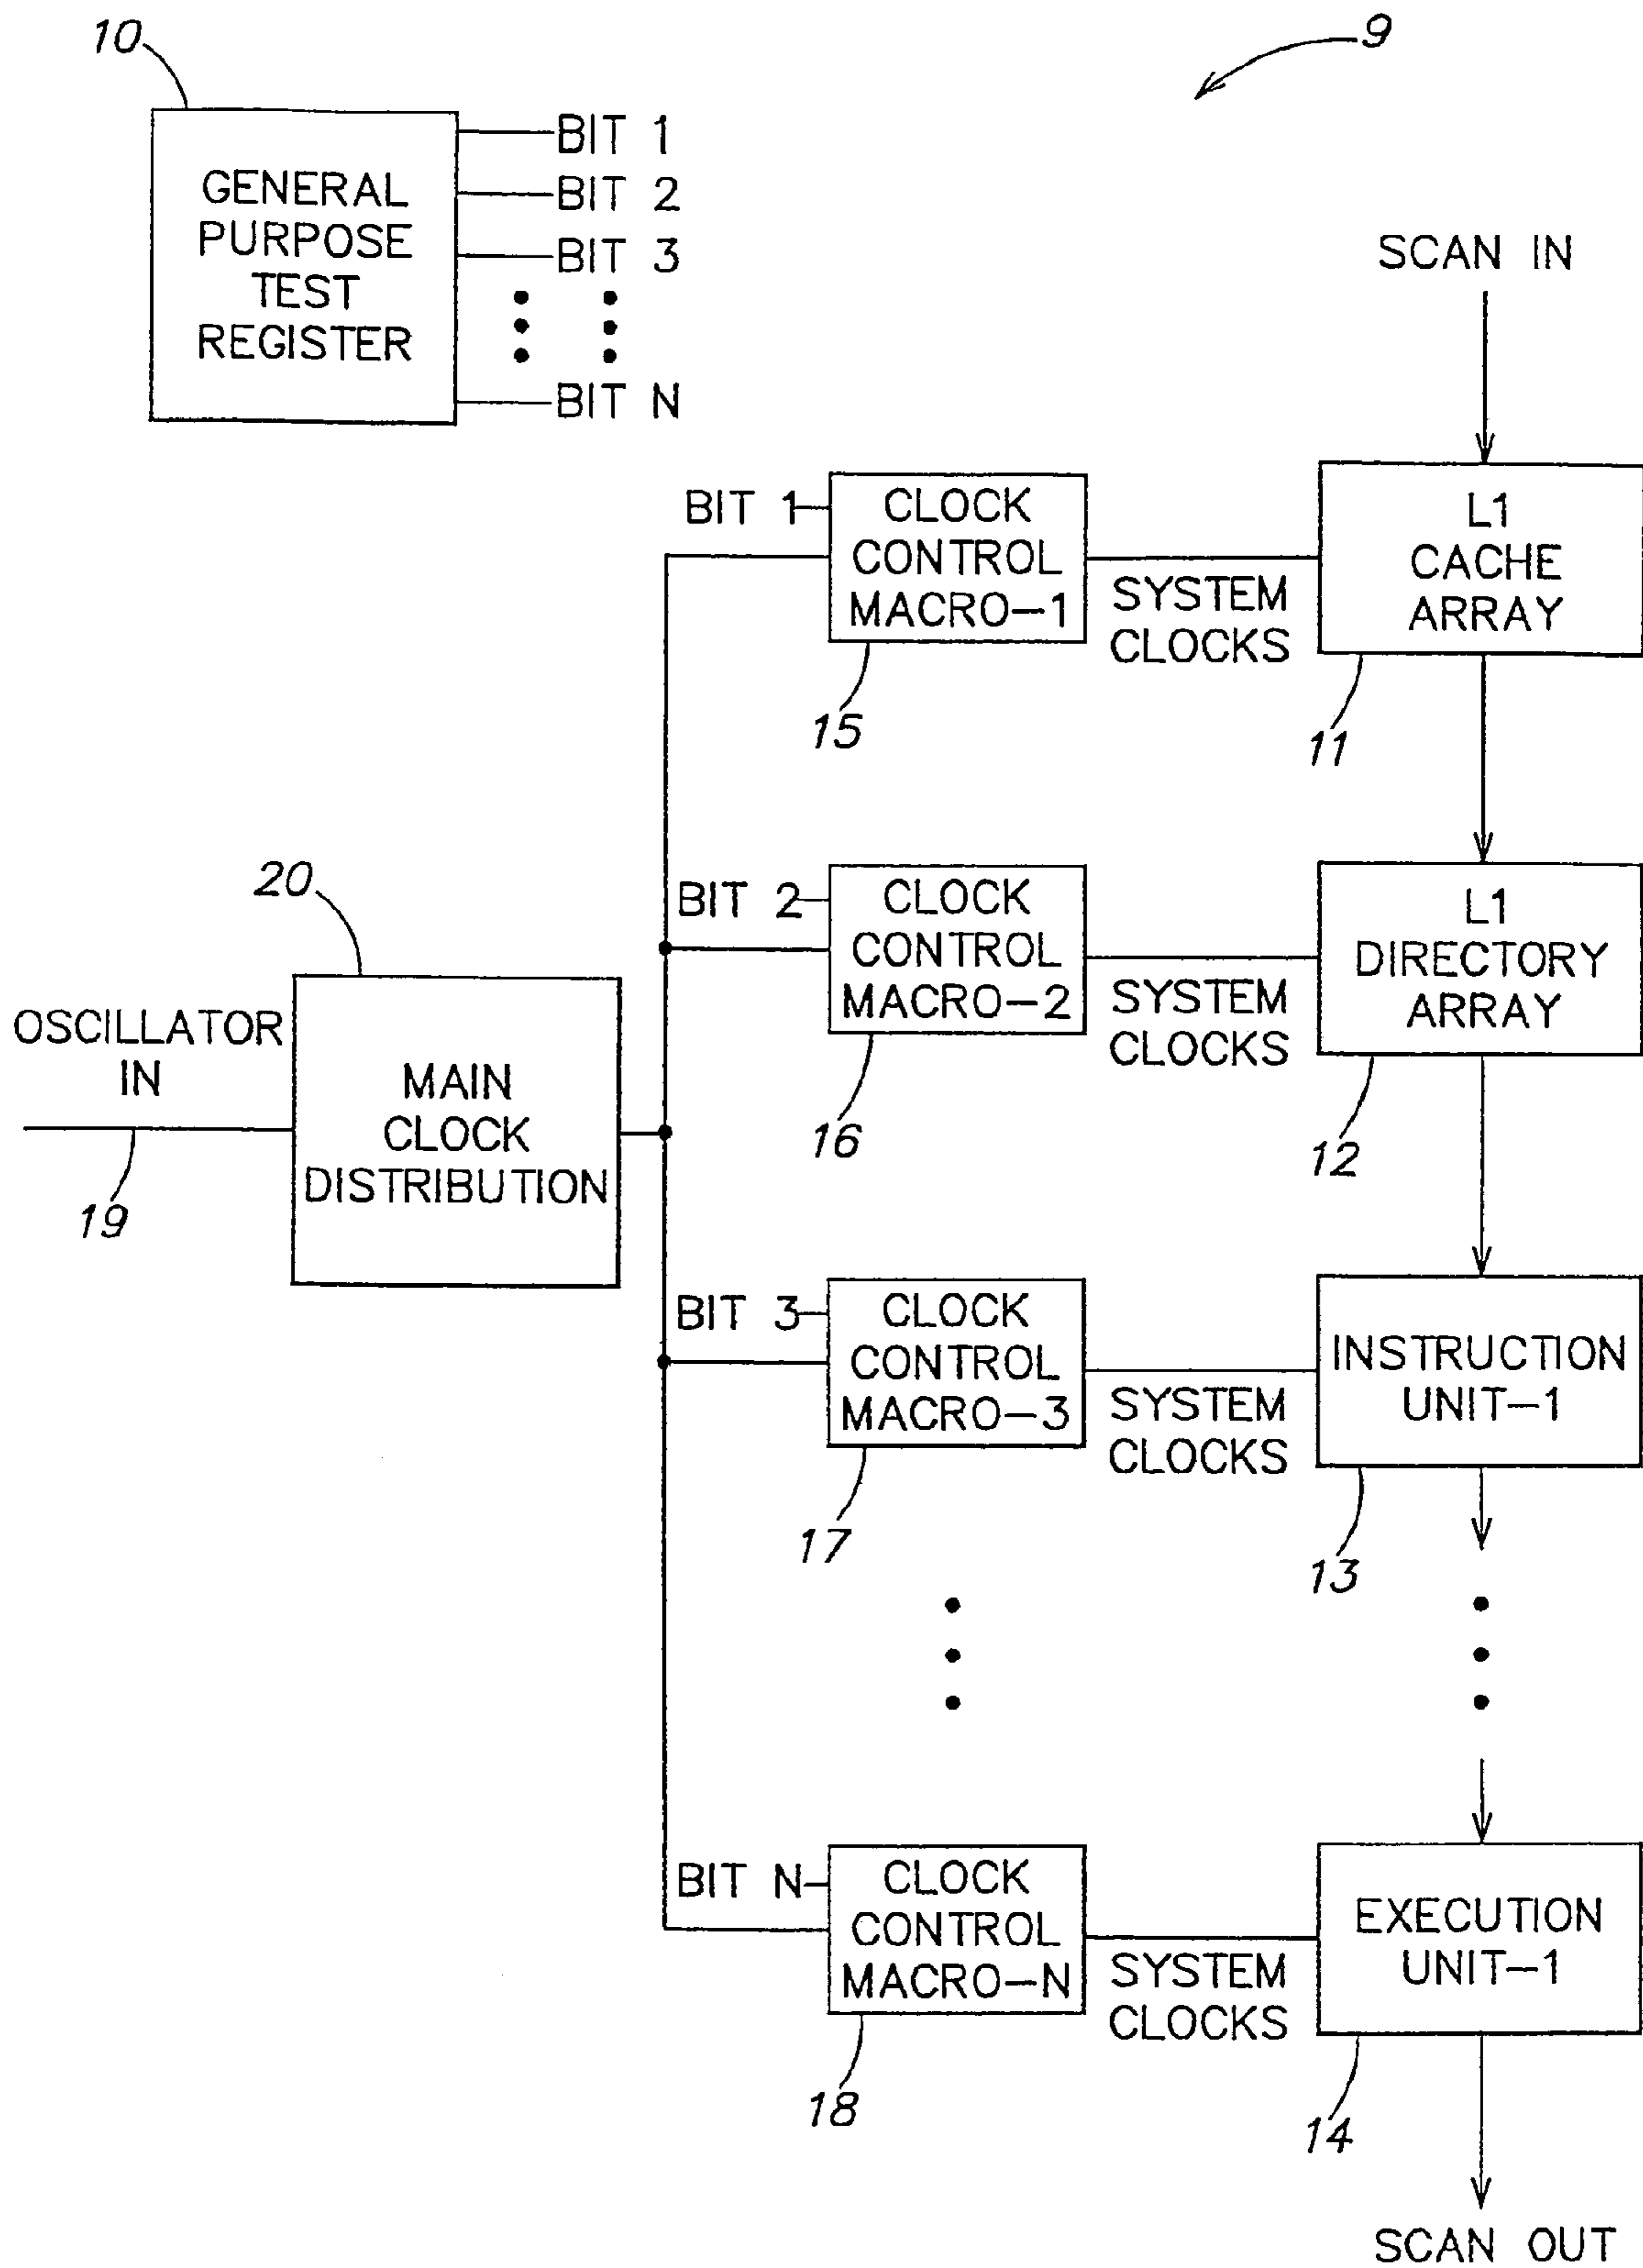 10
9
GENERAL
PURPOSE
TEST
REGISTER
BIT 1
BIT 2
BIT 3
BIT N
SCAN IN
BIT 1
CLOCK
CONTROL
MACRO-1
SYSTEM
CLOCKS
L1
CACHE
ARRAY
15
11
20
BIT 2
CLOCK
CONTROL
MACRO-2
SYSTEM
CLOCKS
L1
DIRECTORY
ARRAY
OSCILLATOR
IN
MAIN
CLOCK
DISTRIBUTION
16
12
19
BIT 3
CLOCK
CONTROL
MACRO-3
SYSTEM
CLOCKS
INSTRUCTION
UNIT-1
17
13
BIT N
CLOCK
CONTROL
MACRO-N
SYSTEM
CLOCKS
EXECUTION
UNIT-1
18
14
SCAN OUT